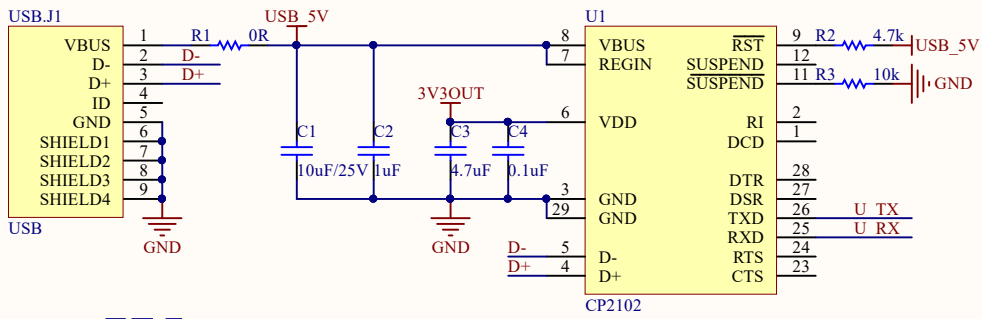 USB.J1
USB_5V
U1
1 VBUS R1 0R
2 D- D-
3 D+ D+
4 ID
5 GND
6 SHIELD1
7 SHIELD2
8 SHIELD3
9 SHIELD4
USB
GND
C1
10uF/25V
C2
1uF
3V3OUT
C3
4.7uF
C4
0.1uF
GND
8 VBUS
7 REGIN
6 VDD
3 GND
29 GND
D- 5 D-
D+ 4 D+
RST 9 R2 4.7k USB_5V
SUSPEND 12
SUSPEND 11 R3 10k GND
RI 2
DCD 1
DTR 28
DSR 27
TXD 26 U_TX
RXD 25 U_RX
RTS 24
CTS 23
CP2102